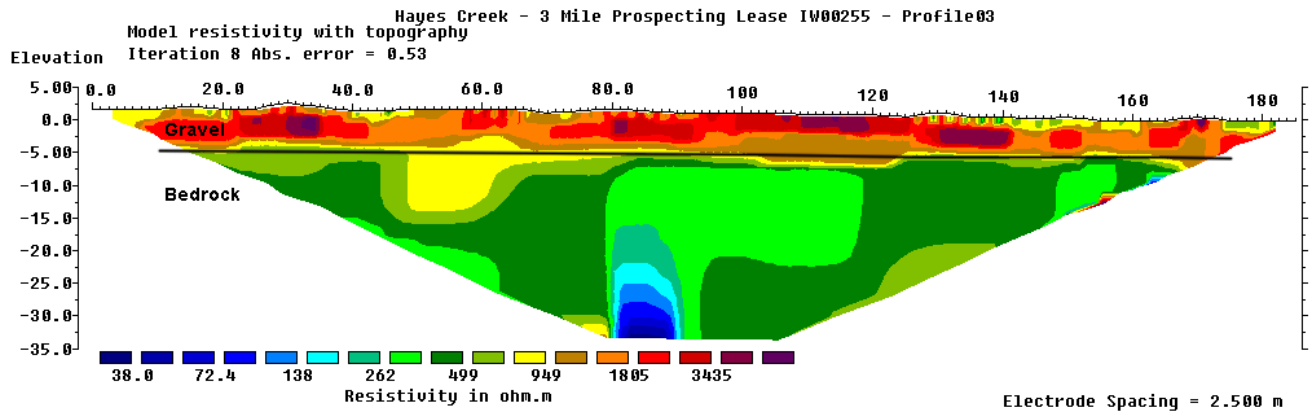 Hayes Creek - 3 Mile Prospecting Lease IW00255 - Profile03
Model resistivity with topography
Iteration 8 Abs. error = 0.53
Elevation
5.00
0.0 20.0 40.0 60.0 80.0 100 120 140 160 180
0.0
Gravel
-5.00
-10.0
Bedrock
-15.0
-20.0
-25.0
-30.0
-35.0
38.0 72.4 138 262 499 949 1805 3435
Resistivity in ohm.m
Electrode Spacing = 2.500 m